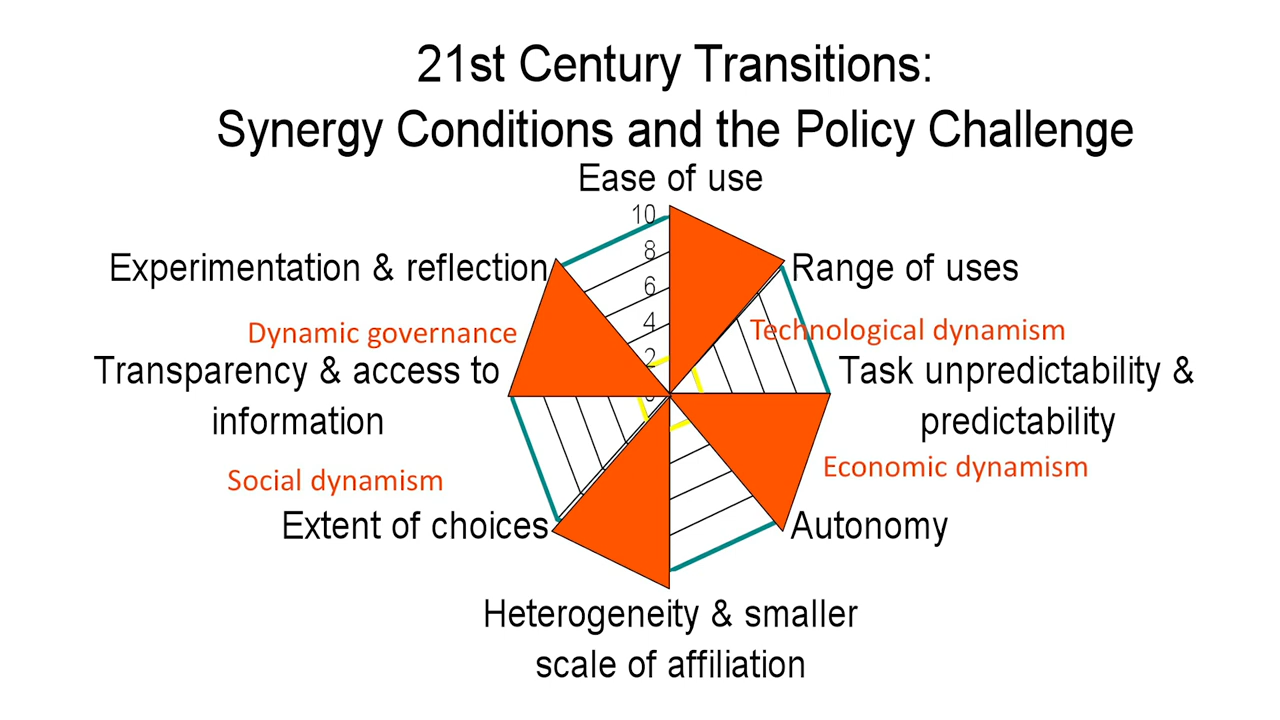 21st Century Transitions:
Synergy Conditions and the Policy Challenge
Ease of use
10
8
6
4
2
0
Experimentation & reflection
Range of uses
Dynamic governance
Technological dynamism
Transparency & access to
information
Task unpredictability &
predictability
Social dynamism
Economic dynamism
Extent of choices
Autonomy
Heterogeneity & smaller
scale of affiliation